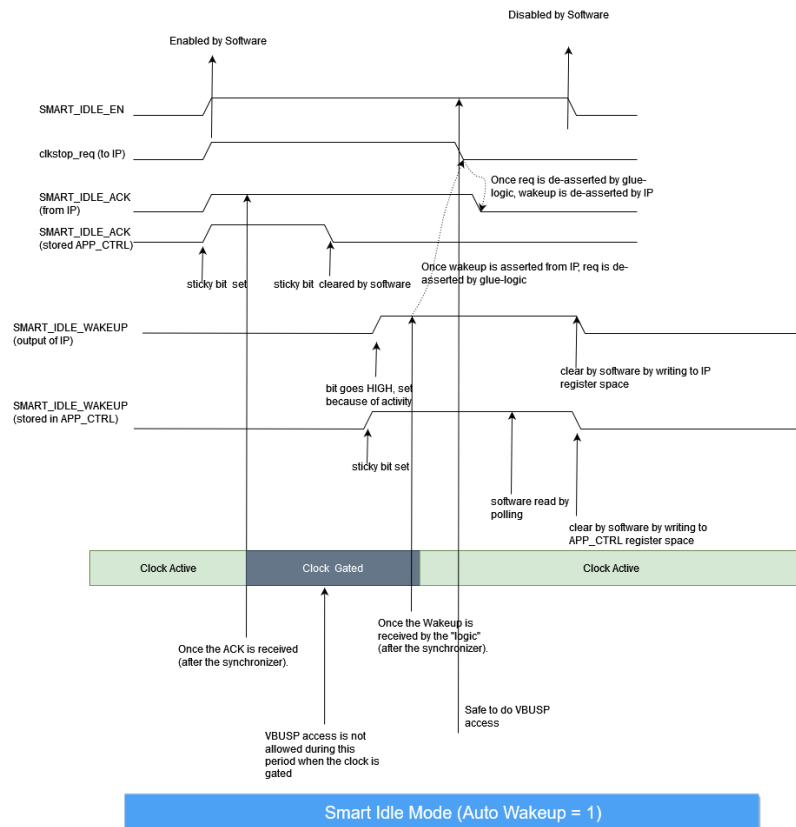 Disabled by Software
Enabled by Software
SMART_IDLE_EN
clkstop_req (to IP)
Once req is de-asserted by glue-
logic, wakeup is de-asserted by IP
SMART_IDLE_ACK
(from IP)
SMART_IDLE_ACK
(stored APP_CTRL)
sticky bit set
sticky bit cleared by software
Once wakeup is asserted from IP, req is de-
asserted by glue-logic
SMART_IDLE_WAKEUP
(output of IP)
bit goes HIGH, set
because of activity
clear by software by writing to IP
register space
SMART_IDLE_WAKEUP
(stored in APP_CTRL)
sticky bit set
software read by
polling
clear by software by writing to
APP_CTRL register space
Clock Active
Clock Gated
Clock Active
Once the ACK is received
(after the synchronizer).
Once the Wakeup is
received by the "logic"
(after the synchronizer).
Safe to do VBUSP
access
VBUSP access is not
allowed during this
period when the clock is
gated
Smart Idle Mode (Auto Wakeup = 1)